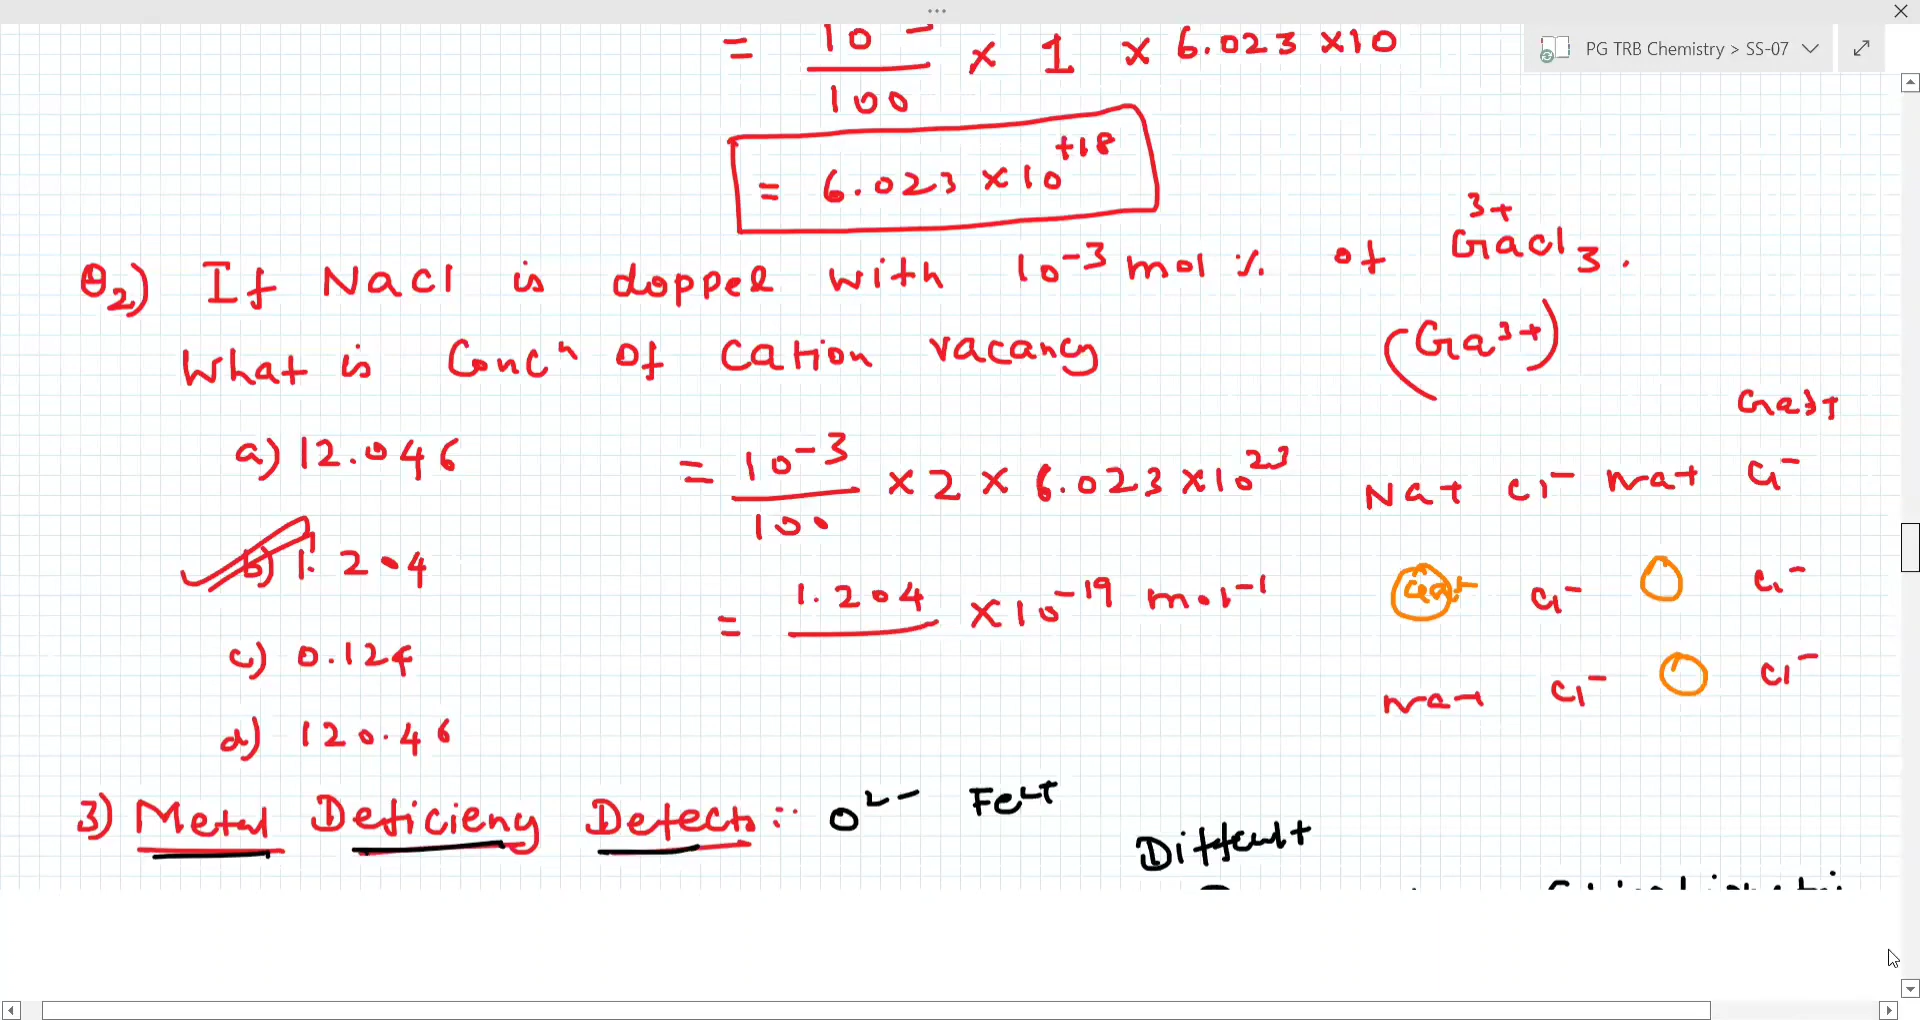 PG TRB Chemistry > SS-07
= 10⁻ / 100 × 1 × 6.023 ×10
= 6.023 ×10⁺¹⁸
Q2) If NaCl is doppel with 10⁻³ mol % of GaCl3. 3+
What is Concⁿ Of Cation vacancy (Ga³⁺)
Ga3+
a) 12.046
= 10⁻³ / 100 × 2 × 6.023 ×10²³
Na+ Cl⁻ Na+ Cl⁻
b) 1.204
= 1.204 ×10⁻¹⁹ mol⁻¹
Cl⁻ Cl⁻
c) 0.124
Na+ Cl⁻ Cl⁻
d) 120.46
3) Metal Deficieny Defects :- O²⁻ Fe²⁺